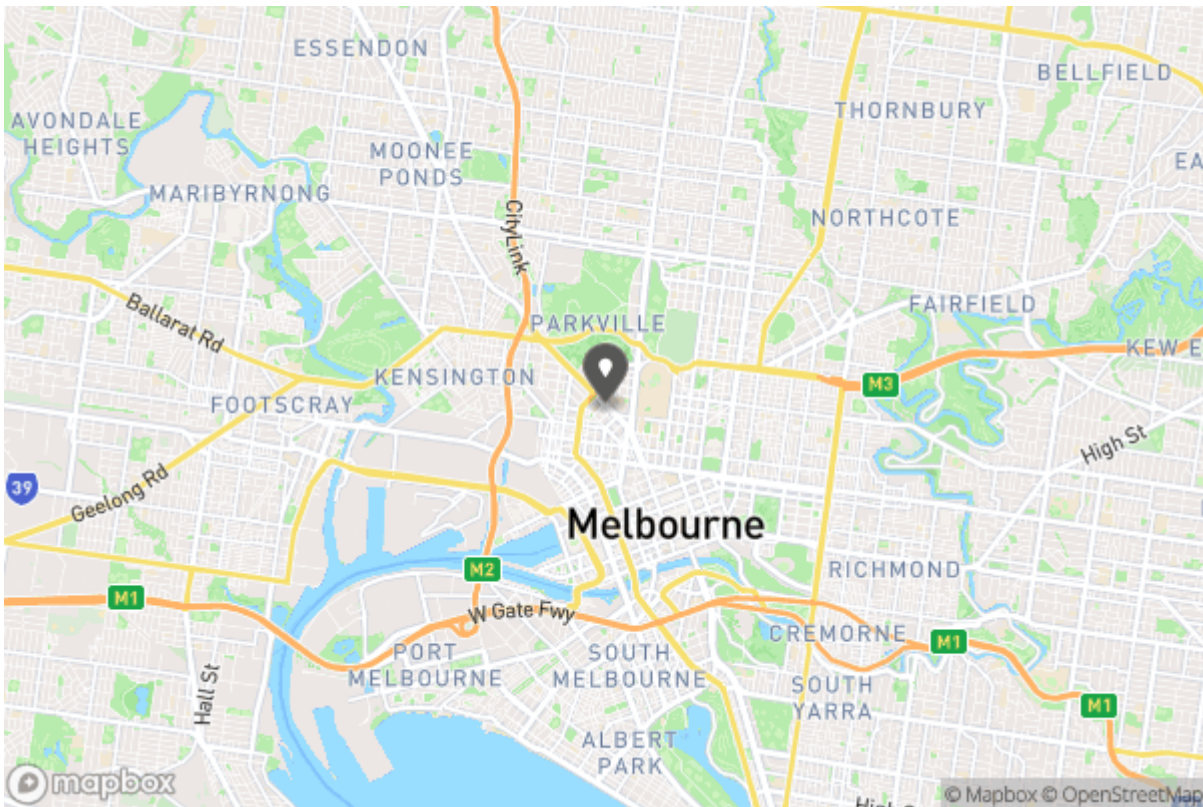 ESSENDON
BELLFIELD
AVONDALE
HEIGHTS
THORNBURY
MOONEE
PONDS
EA
MARIBYRNONG
NORTHCOTE
CityLink
Ballarat Rd
PARKVILLE
FAIRFIELD
KEW E
KENSINGTON
M3
FOOTSCRAY
High St
39
Geelong Rd
Melbourne
M2
RICHMOND
M1
W Gate Fwy
CREMORNE
M1
PORT
MELBOURNE
SOUTH
MELBOURNE
Hall St
SOUTH
YARRA
M1
ALBERT
PARK
mapbox
© Mapbox © OpenStreetMap